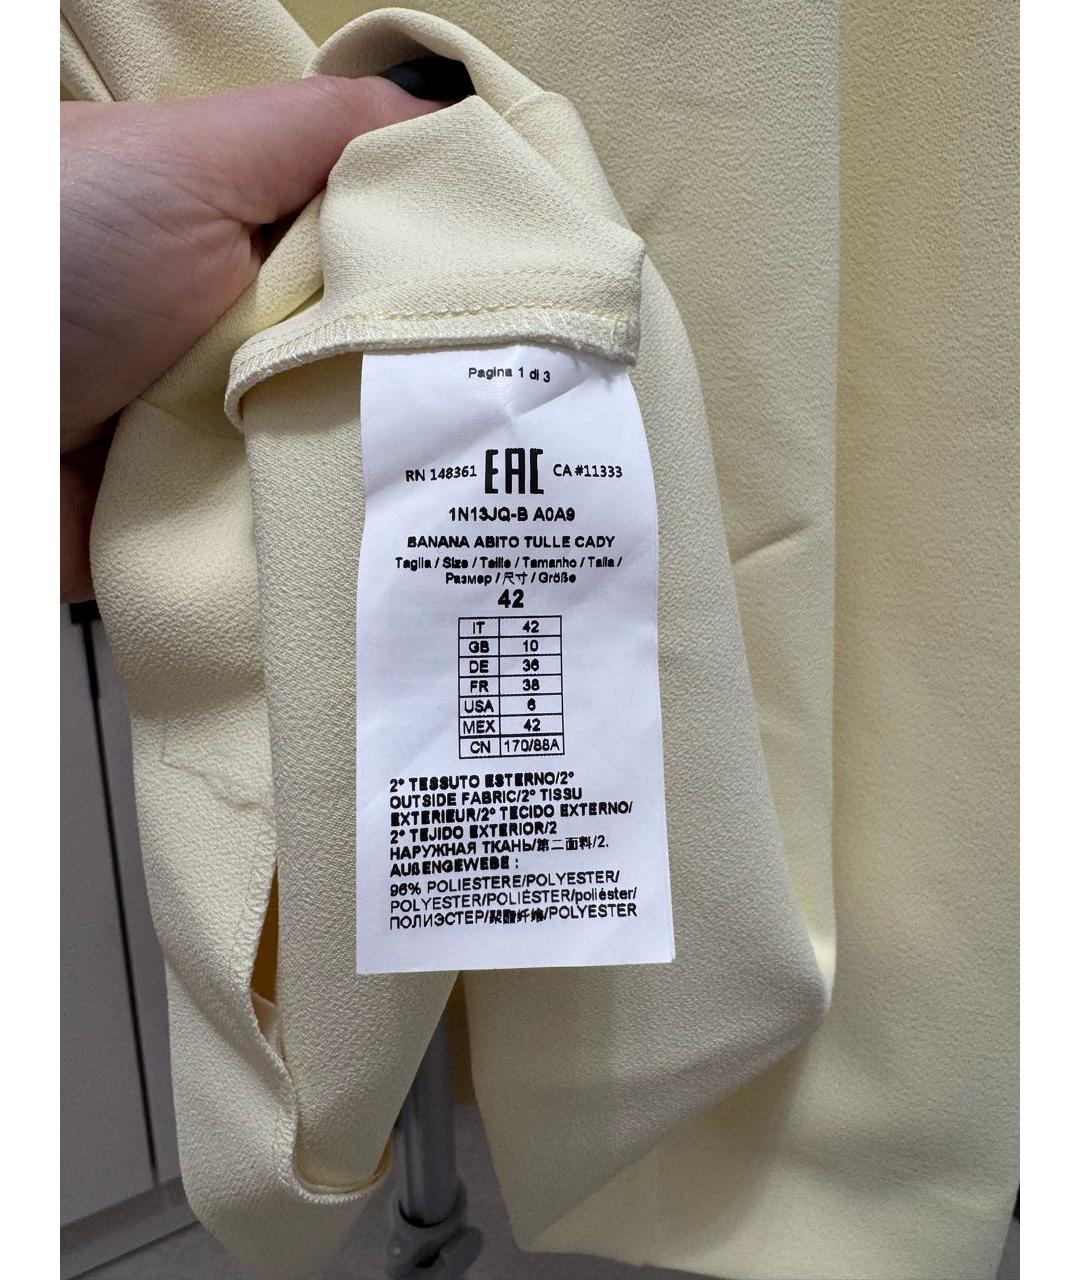 Pagina 1 di 3
RN 148361 EAC CA #11333
1N13JQ-B A0A9
BANANA ABITO TULLE CADY
Taglia / Size / Taille / Tamanho / Talla /
Размер / 尺寸 / Größe
42
IT 42
GB 10
DE 36
FR 38
USA 6
MEX 42
CN 170/88A
2° TESSUTO ESTERNO/2°
OUTSIDE FABRIC/2° TISSU
EXTERIEUR/2° TECIDO EXTERNO/
2° TEJIDO EXTERIOR/2
НАРУЖНАЯ ТКАНЬ/第二面料/2.
AUßENGEWEBE :
96% POLIESTERE/POLYESTER/
POLYESTER/POLIÉSTER/poliéster/
ПОЛИЭСТЕР/聚酯纤维/POLYESTER